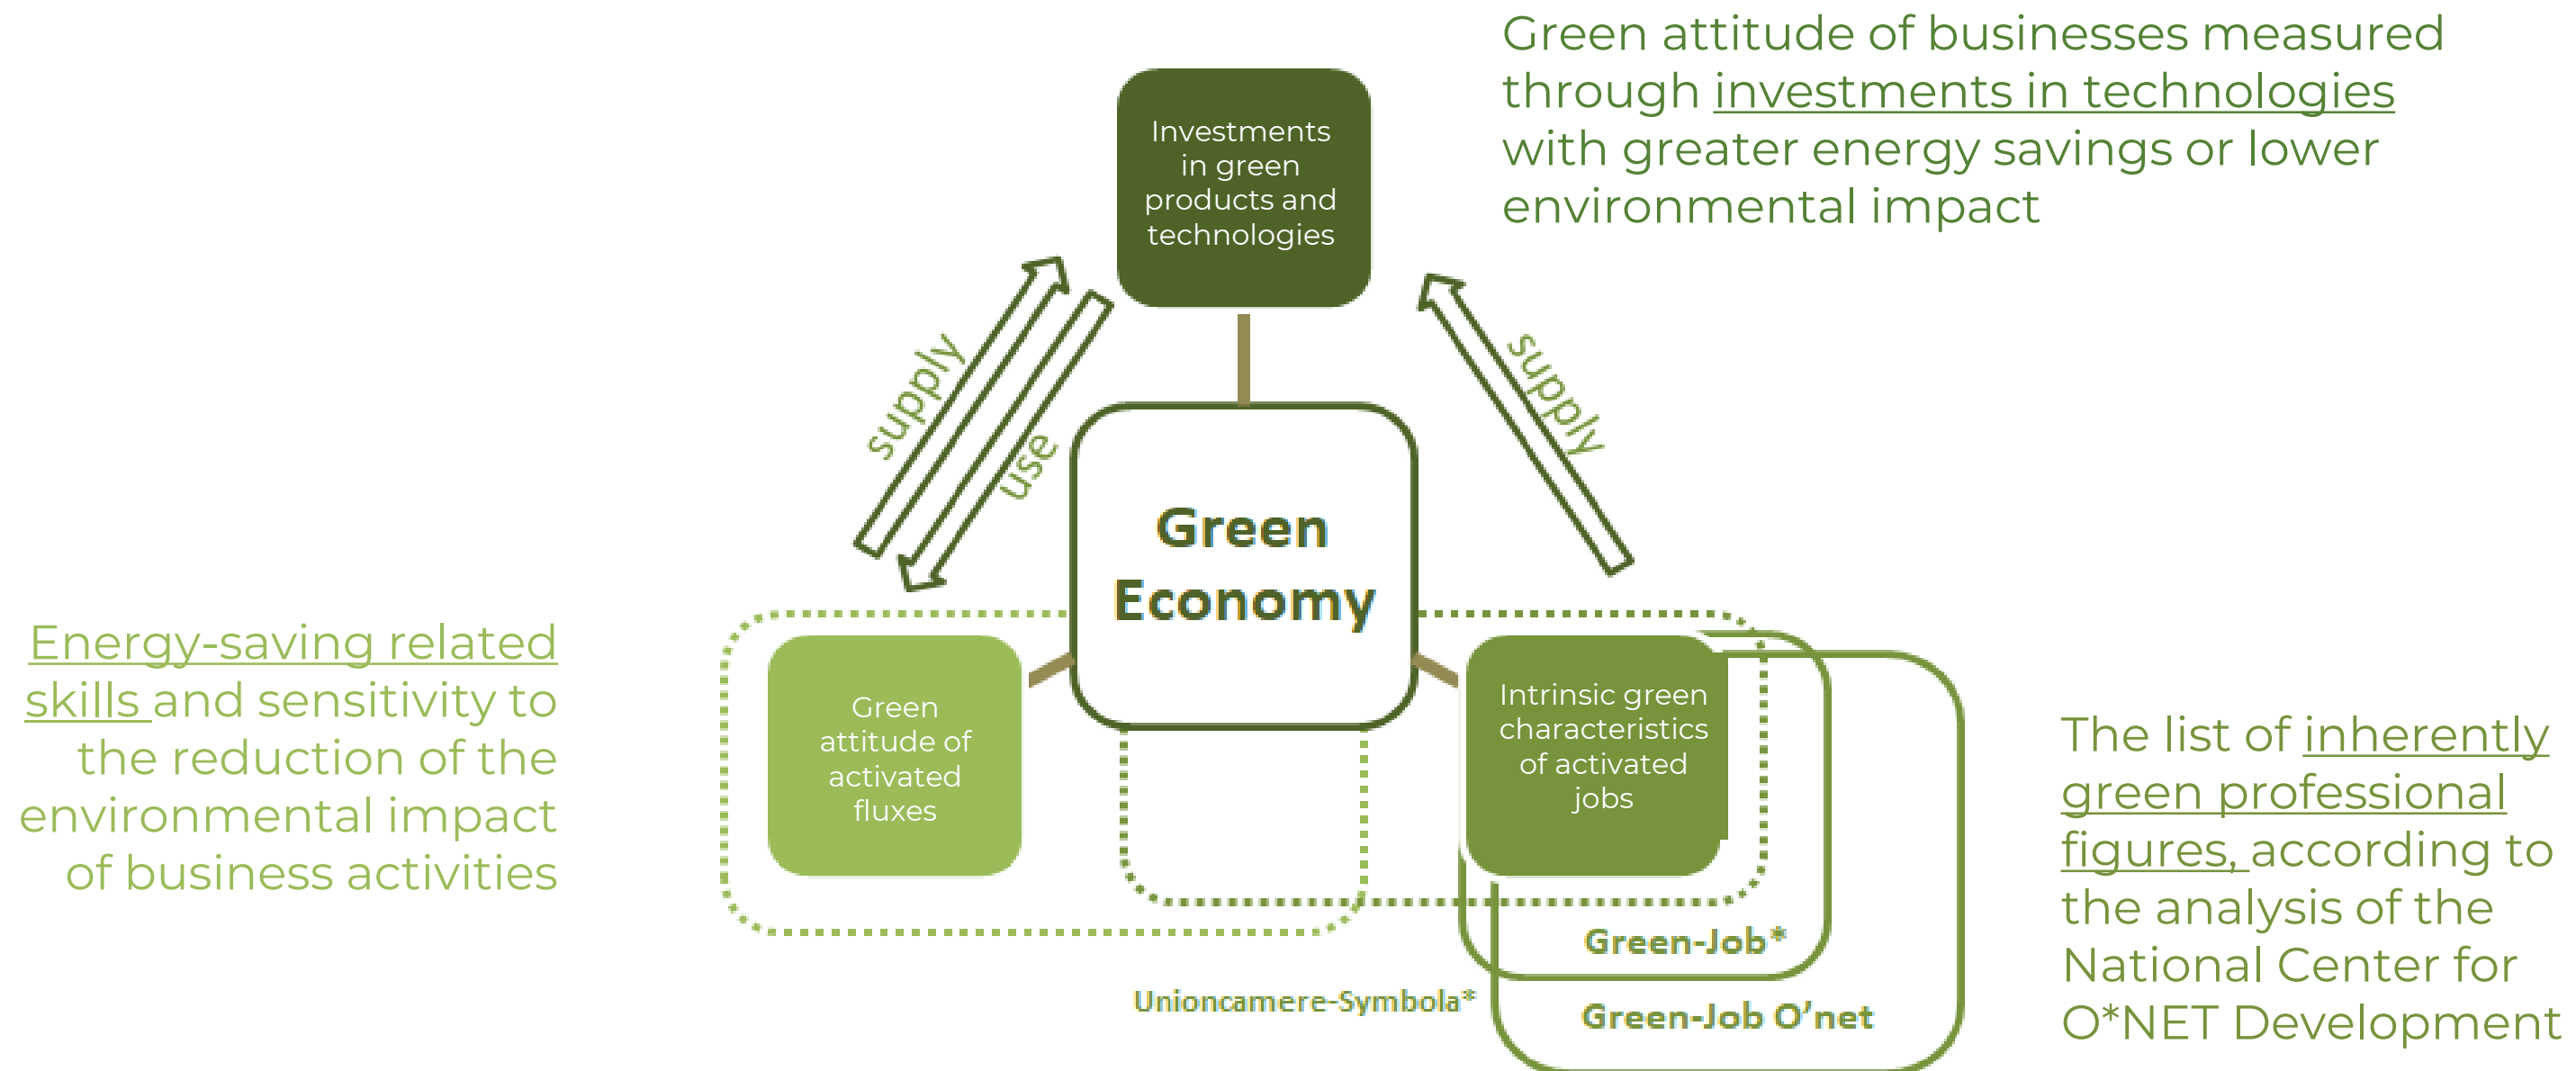 Green attitude of businesses measured
through investments in technologies
with greater energy savings or lower
environmental impact
Investments
in green
products and
technologies
supply
use
supply
Green
Economy
Energy-saving related
skills and sensitivity to
the reduction of the
environmental impact
of business activities
Green
attitude of
activated
fluxes
Intrinsic green
characteristics
of activated
jobs
The list of inherently
green professional
figures, according to
the analysis of the
National Center for
O*NET Development
Green-Job*
Unioncamere-Symbola*
Green-Job O'net